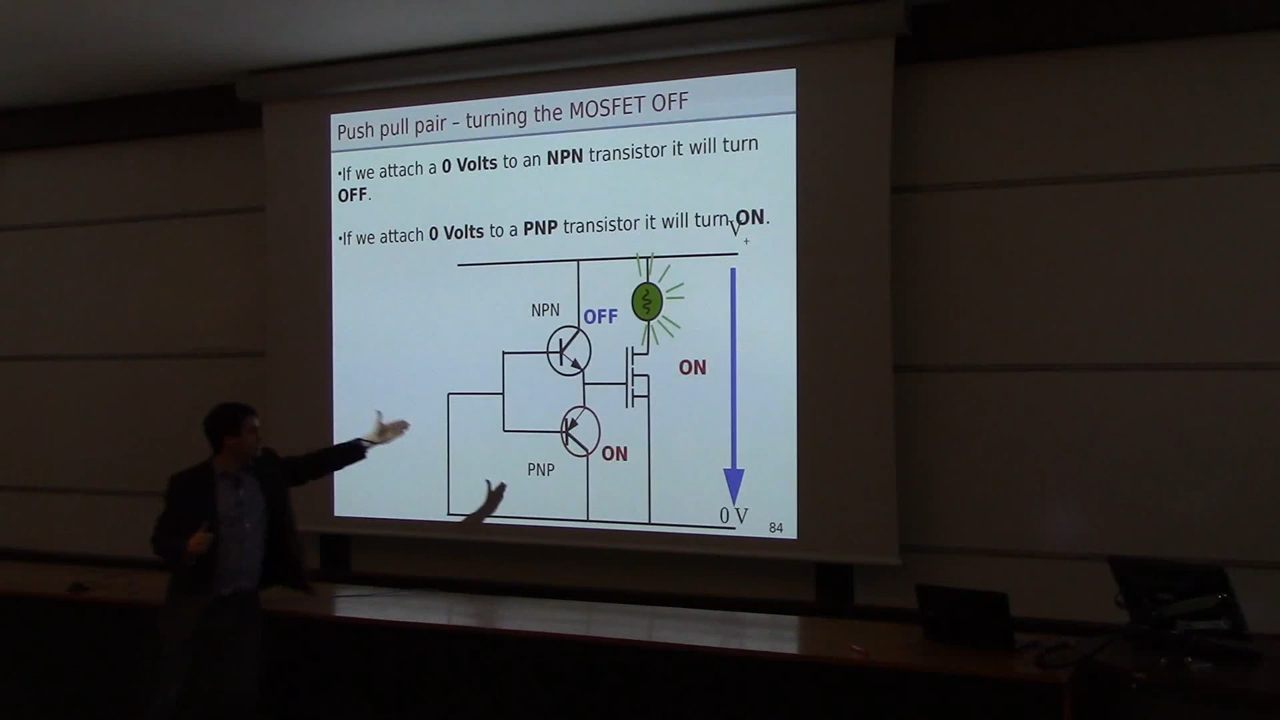 Push pull pair – turning the MOSFET OFF
•If we attach a 0 Volts to an NPN transistor it will turn
OFF.
•If we attach 0 Volts to a PNP transistor it will turn ON.
V+
NPN
OFF
ON
ON
PNP
0 V
84